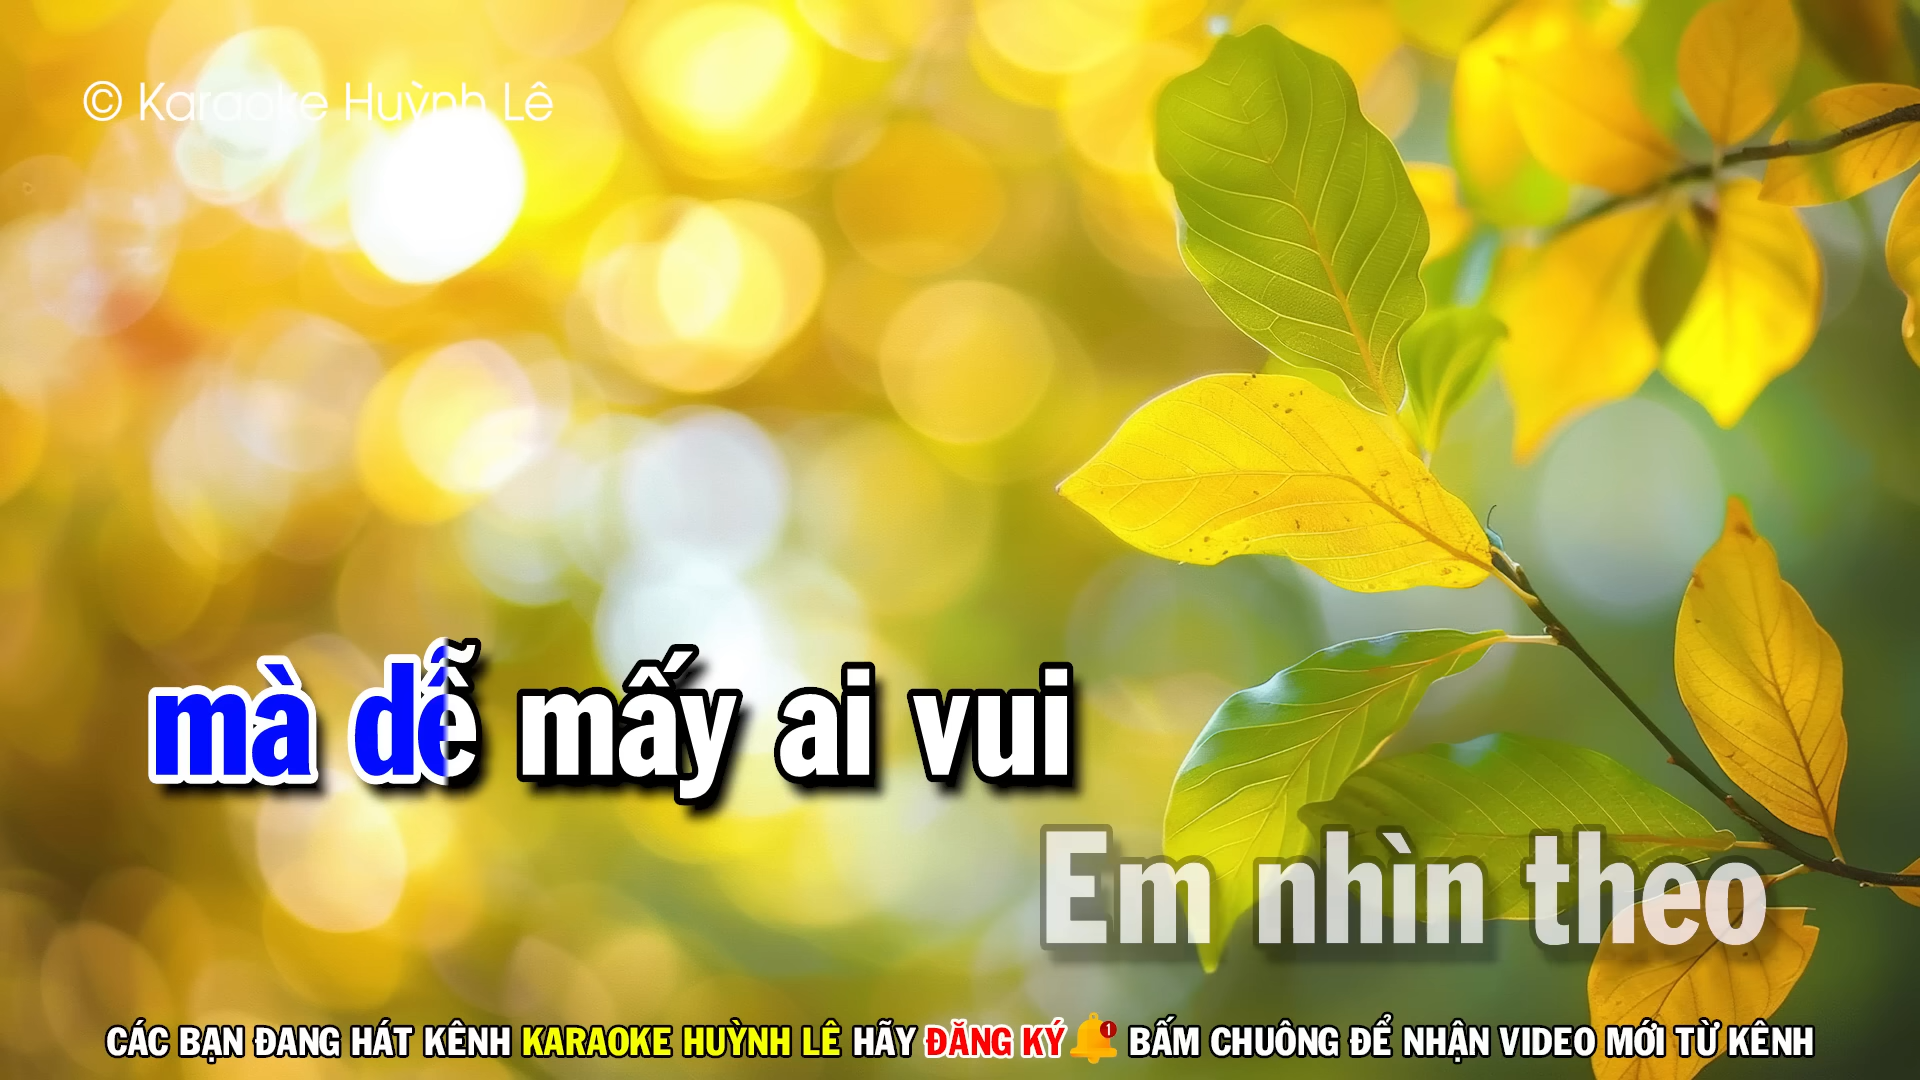 © Karaoke Huỳnh Lê
mà dễ mấy ai vui
Em nhìn theo
CÁC BẠN ĐANG HÁT KÊNH KARAOKE HUỲNH LÊ HÃY ĐĂNG KÝ 1 BẤM CHUÔNG ĐỂ NHẬN VIDEO MỚI TỪ KÊNH